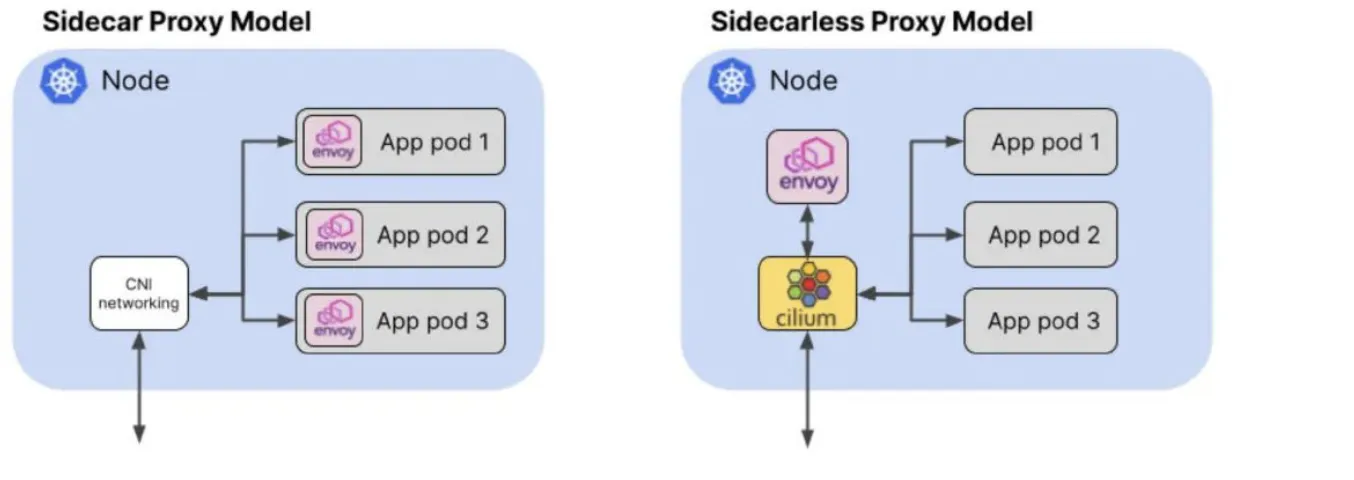 Sidecar Proxy Model
Node
envoy
App pod 1
envoy
App pod 2
CNI
networking
envoy
App pod 3
Sidecarless Proxy Model
Node
envoy
App pod 1
App pod 2
cilium
App pod 3